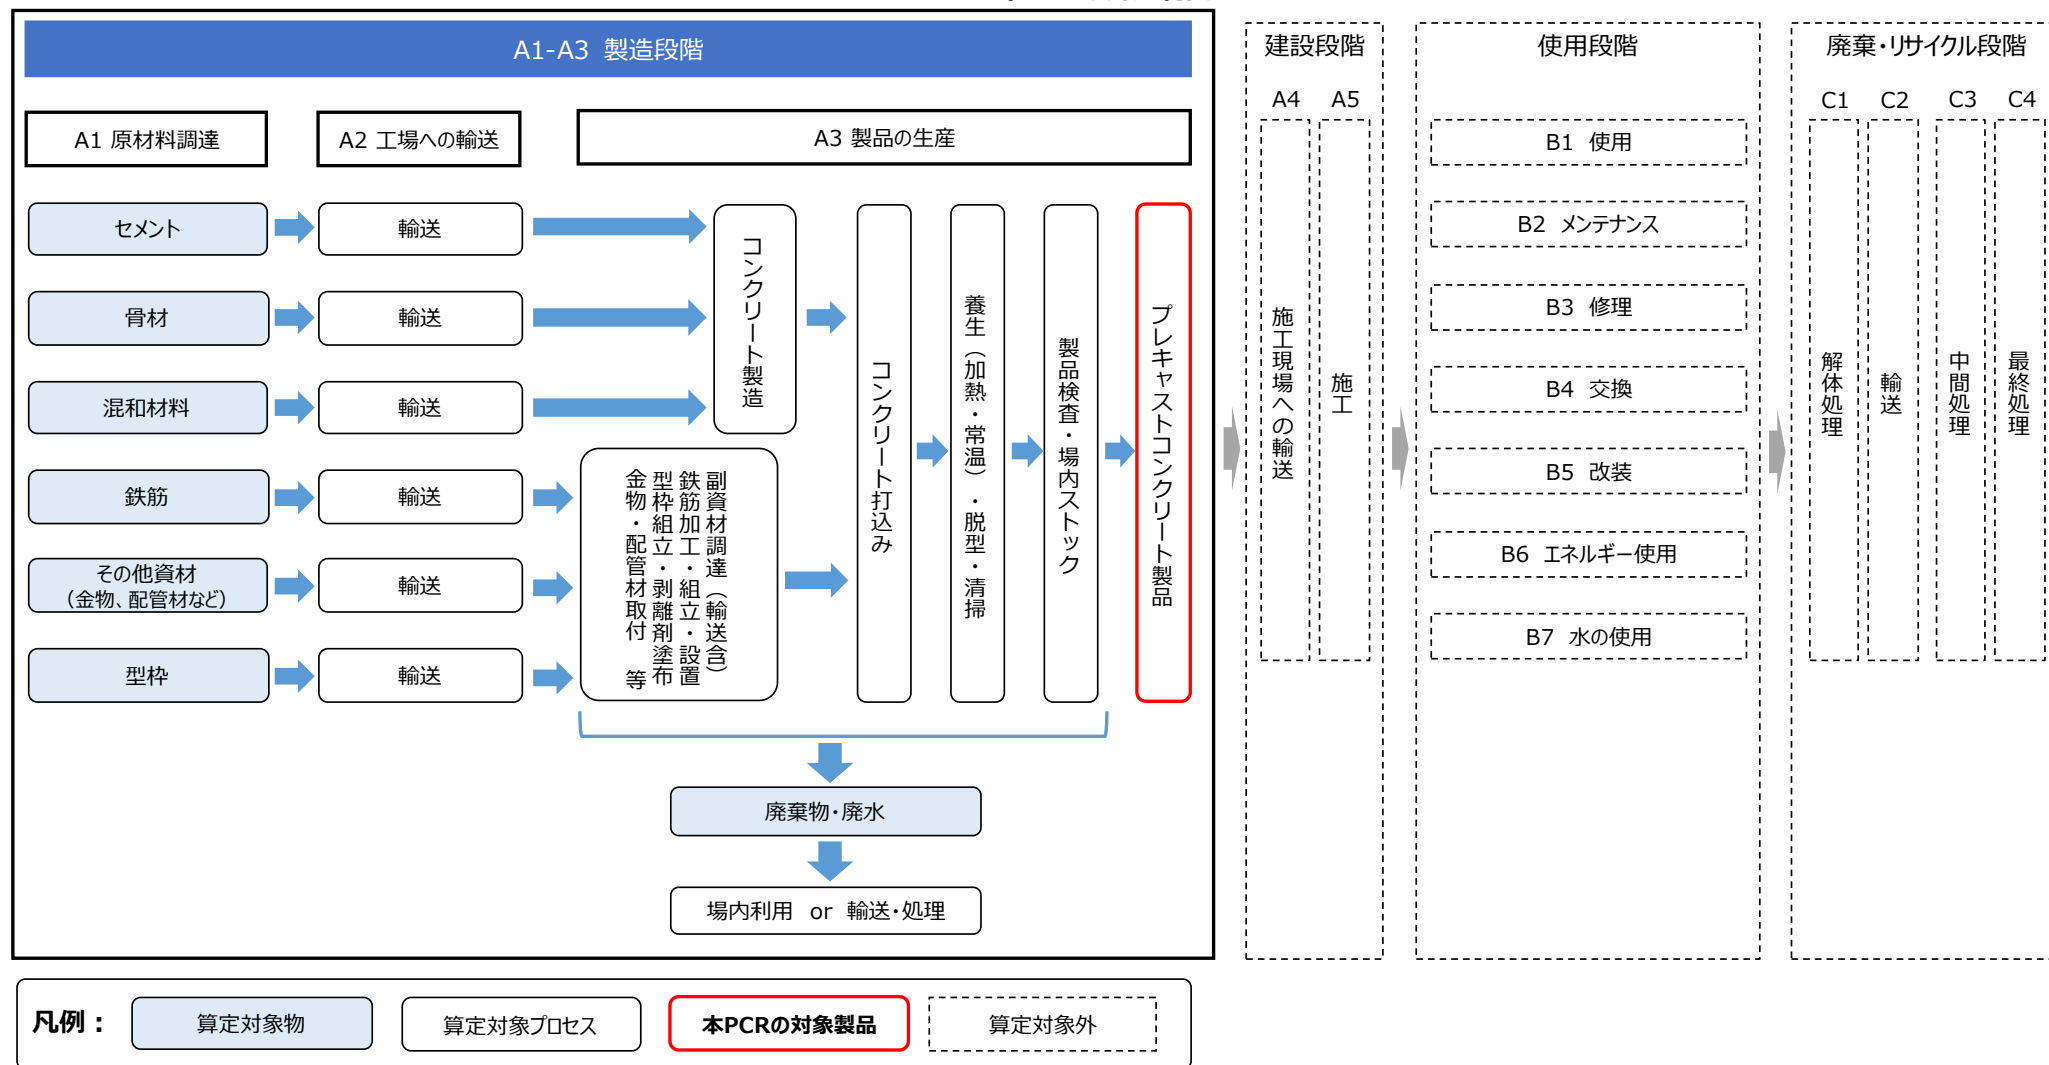 A1-A3 製造段階
A1 原材料調達
A2 工場への輸送
A3 製品の生産
セメント
輸送
骨材
輸送
混和材料
輸送
鉄筋
輸送
その他資材
（金物、配管材など）
輸送
型枠
輸送
コンクリート製造
副資材調達（輸送含）
鉄筋加工・組立・設置
型枠組立・剥離剤塗布
金物・配管材取付 等
コンクリート打込み
養生（加熱・常温）・脱型・清掃
製品検査・場内ストック
プレキャストコンクリート製品
廃棄物・廃水
場内利用 or 輸送・処理
建設段階
A4 A5
施工現場への輸送
施工
使用段階
B1 使用
B2 メンテナンス
B3 修理
B4 交換
B5 改装
B6 エネルギー使用
B7 水の使用
廃棄・リサイクル段階
C1 C2 C3 C4
解体処理
輸送
中間処理
最終処理
凡例：
算定対象物
算定対象プロセス
本PCRの対象製品
算定対象外